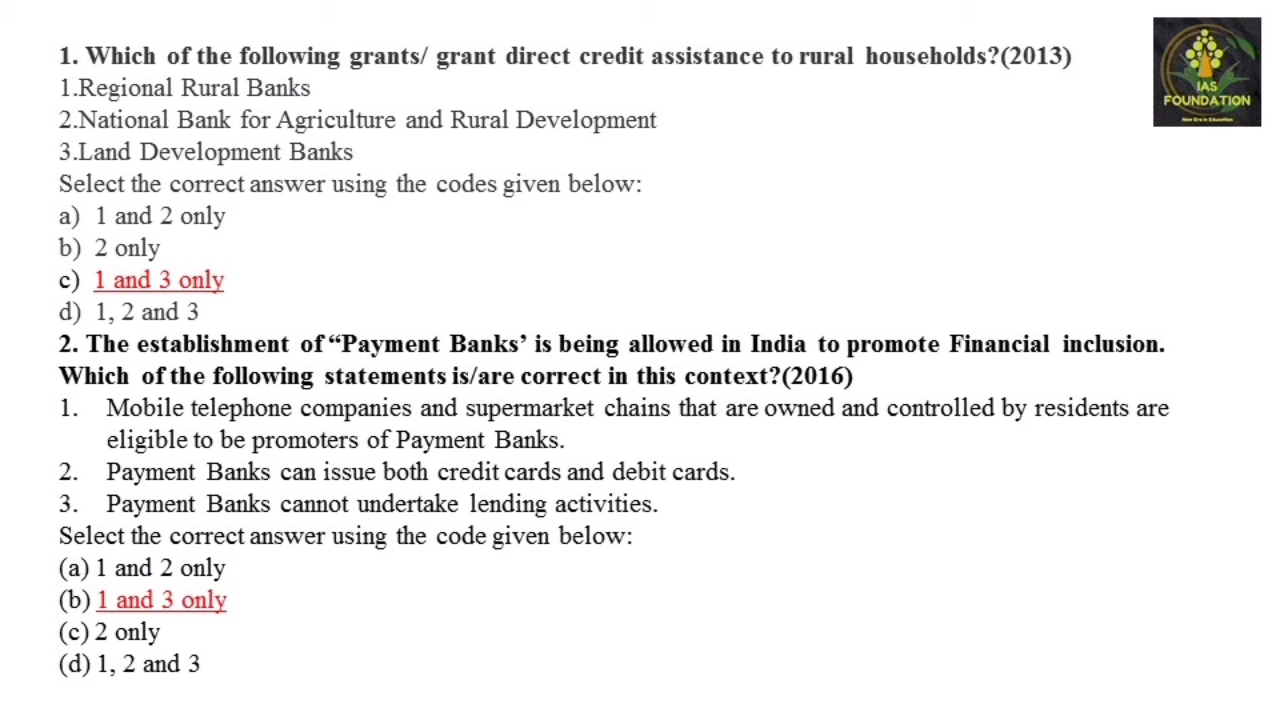 1. Which of the following grants/ grant direct credit assistance to rural households?(2013)
1.Regional Rural Banks
2.National Bank for Agriculture and Rural Development
3.Land Development Banks
Select the correct answer using the codes given below:
a) 1 and 2 only
b) 2 only
c) 1 and 3 only
d) 1, 2 and 3
2. The establishment of “Payment Banks’ is being allowed in India to promote Financial inclusion.
Which of the following statements is/are correct in this context?(2016)
1. Mobile telephone companies and supermarket chains that are owned and controlled by residents are
eligible to be promoters of Payment Banks.
2. Payment Banks can issue both credit cards and debit cards.
3. Payment Banks cannot undertake lending activities.
Select the correct answer using the code given below:
(a) 1 and 2 only
(b) 1 and 3 only
(c) 2 only
(d) 1, 2 and 3
IAS
FOUNDATION
New Era in Education